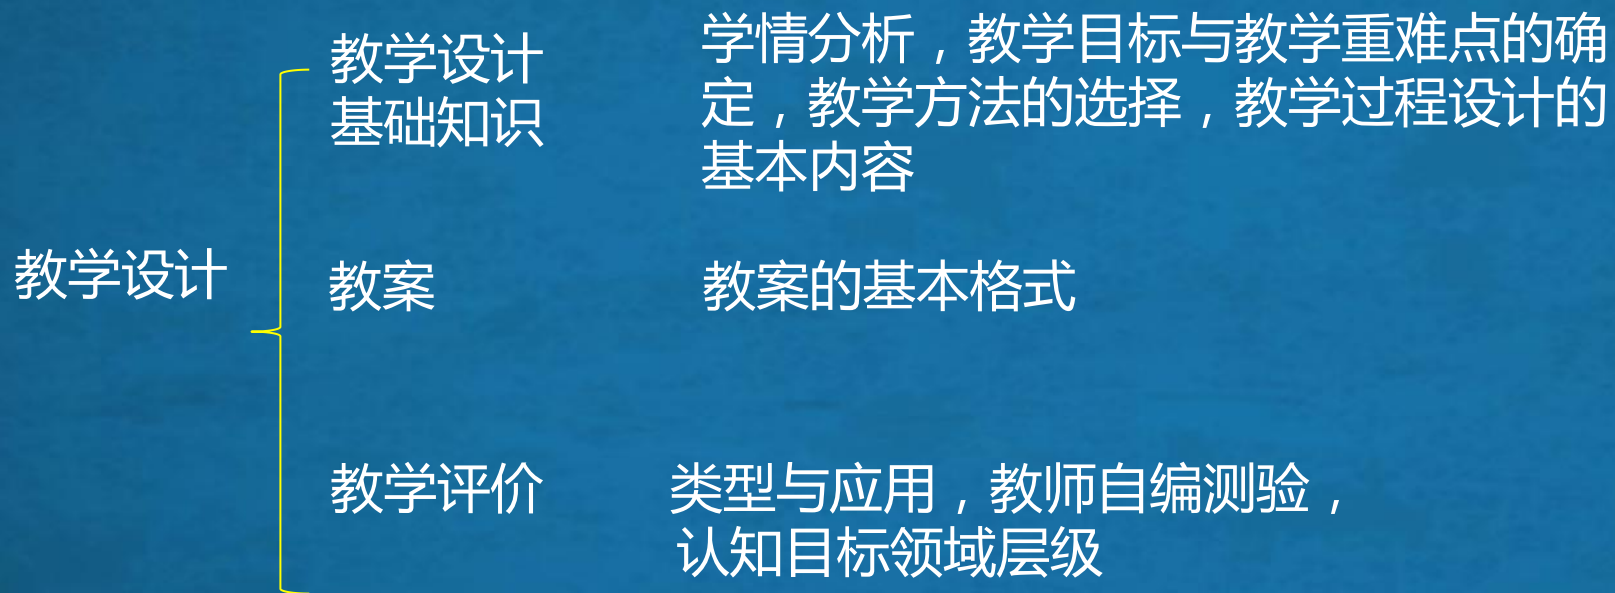 教学设计
教学设计
基础知识
学情分析，教学目标与教学重难点的确
定，教学方法的选择，教学过程设计的
基本内容
教案
教案的基本格式
教学评价
类型与应用，教师自编测验，
认知目标领域层级